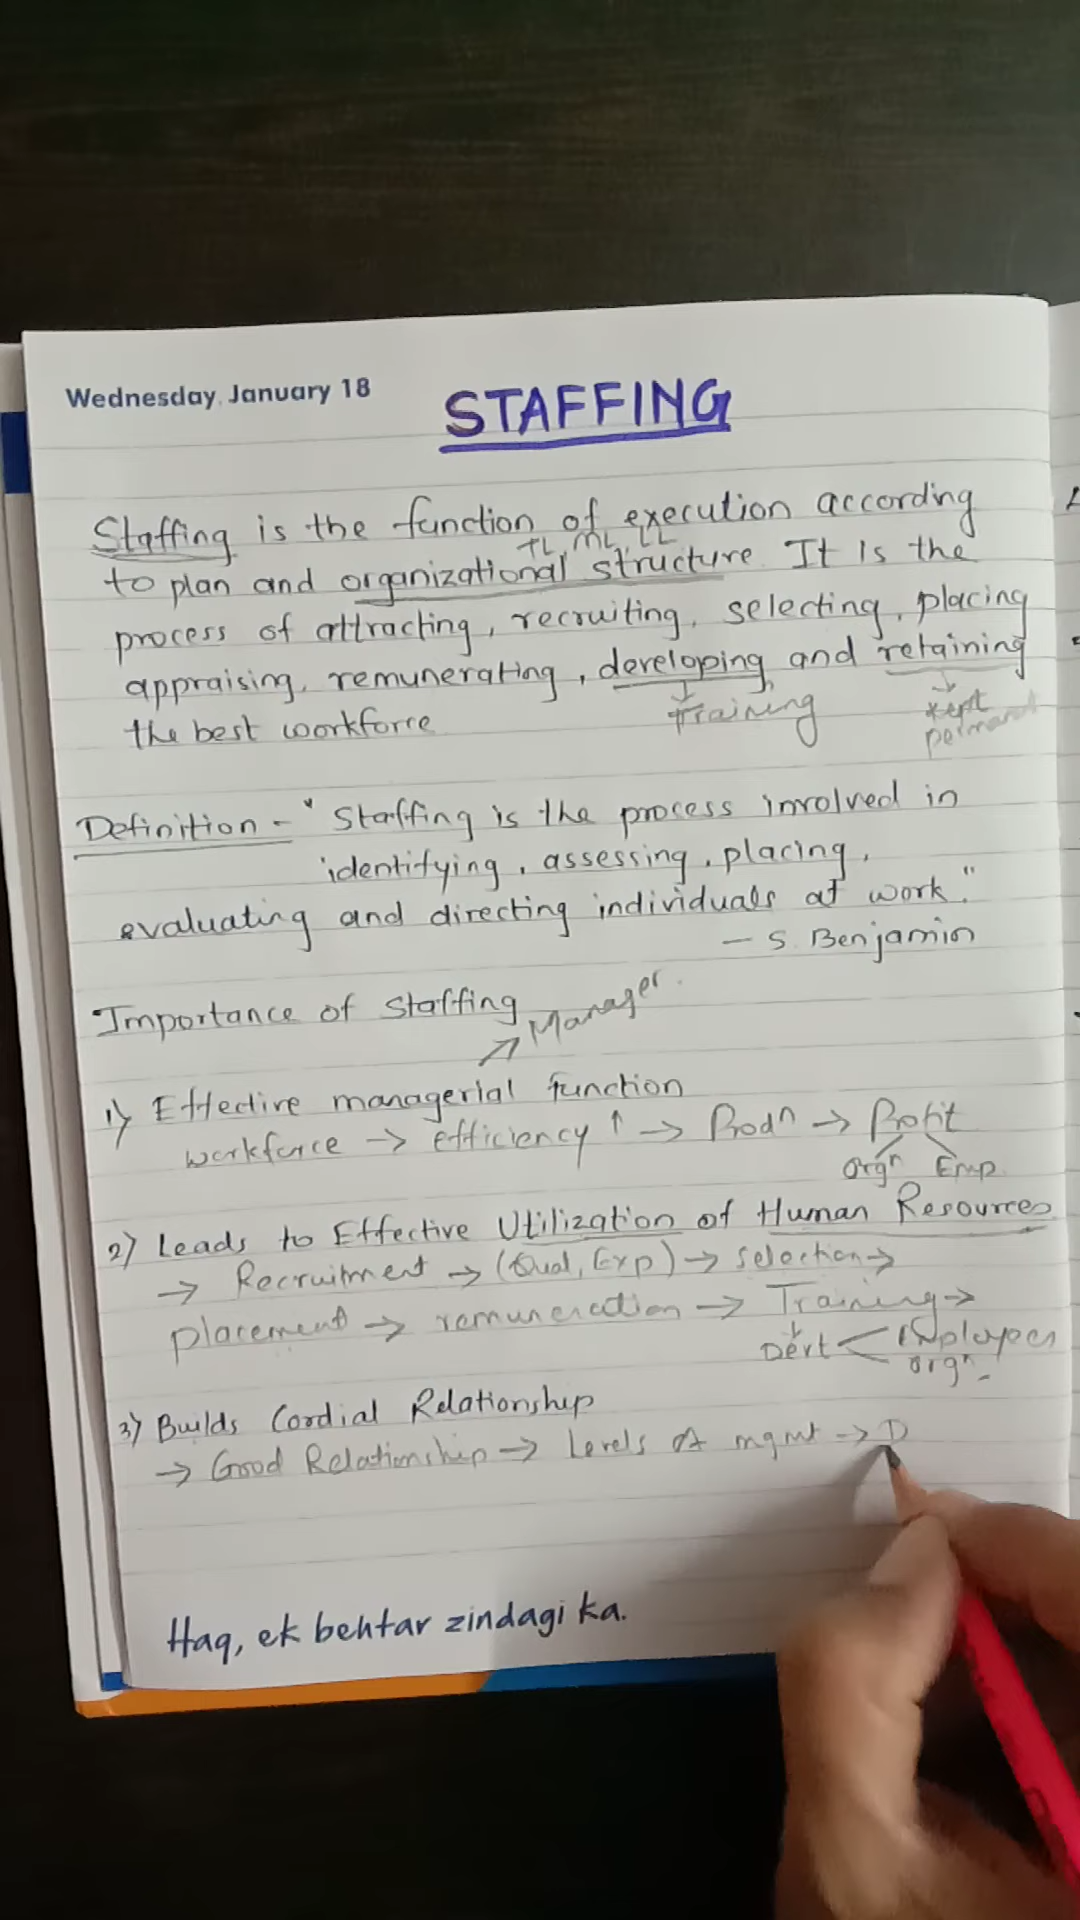 Wednesday, January 18
STAFFING
Staffing is the function of execution according
TL, ML, LL
to plan and organizational structure. It is the
process of attracting, recruiting, selecting, placing
appraising, remunerating, developing and retaining
the best workforce
Training
kept
Definition - "Staffing is the process involved in
identifying, assessing, placing,
evaluating and directing individuals at work."
- S. Benjamin
Importance of Staffing
Manager.
1) Effective managerial function
workforce → efficiency ↑ → Prodn → Profit
Orgn Emp.
2) Leads to Effective Utilization of Human Resources
→ Recruitment → (Qual, Exp) → selection →
placement → remuneration → Training →
Dept < Employees
orgn -
3) Builds Cordial Relationship
→ Good Relationship → Levels of mgmt → D
Haq, ek behtar zindagi ka.